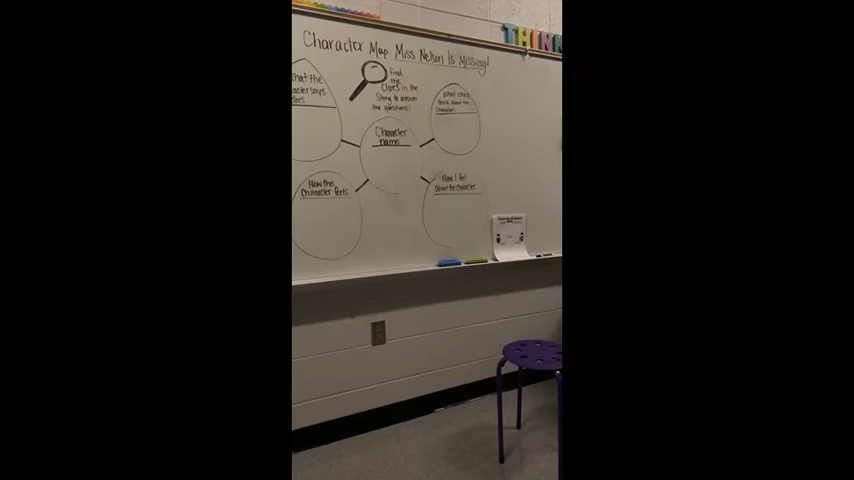 THINK
Character Map Miss Nelson Is Missing!
Find
the
Clues in the
Story to answer
the questions!
What the
character says
does
What others
think about the
Character
Character
name
How the
Character feels
How I feel
about the character